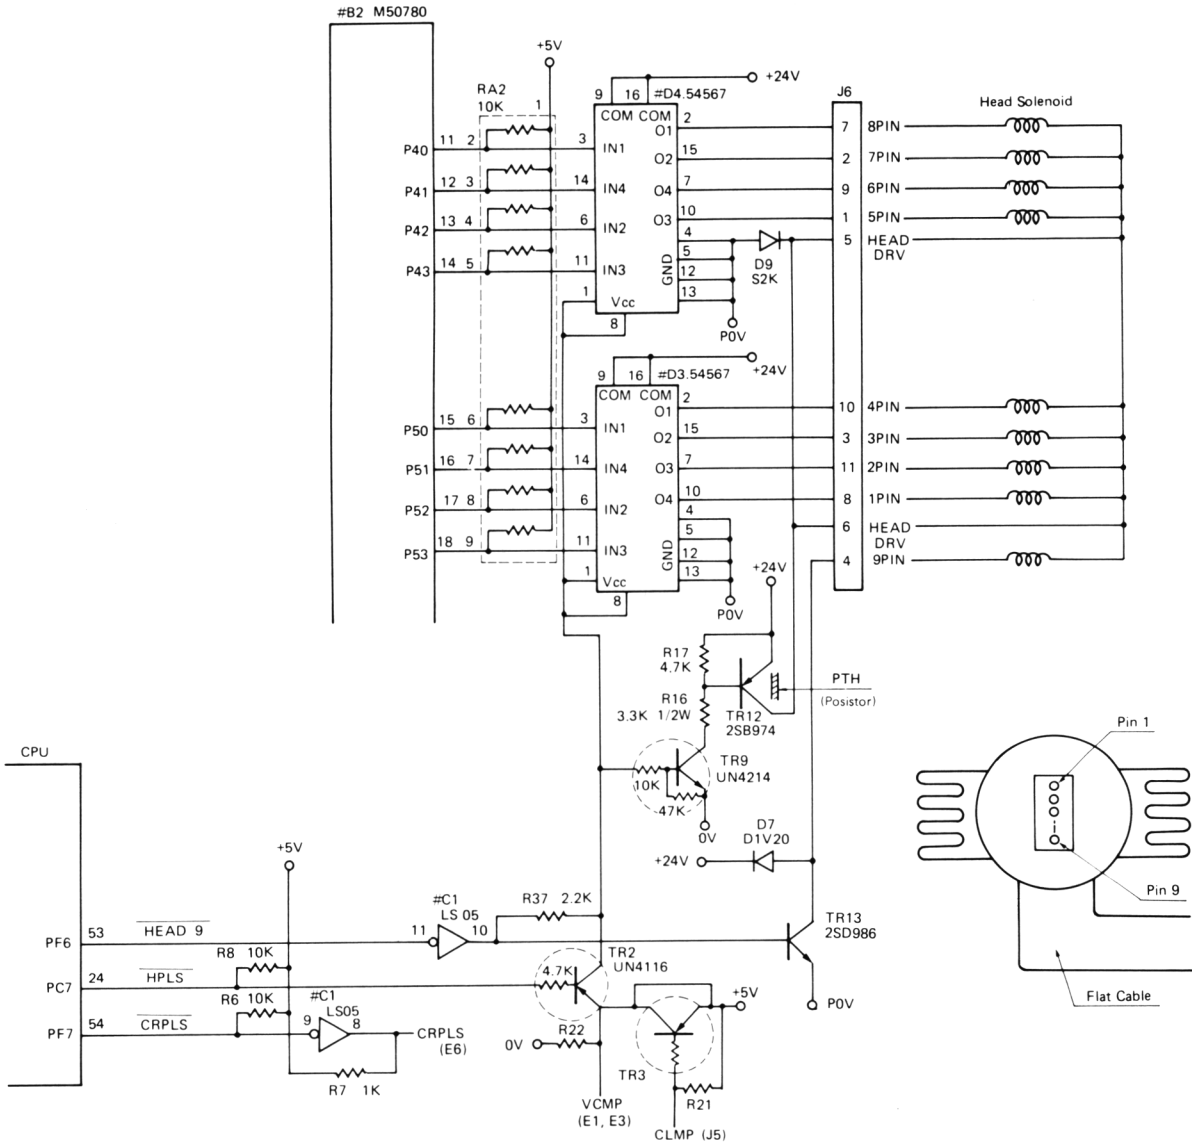 #B2 M50780
+5V
RA2
10K
1
9
16
+24V
#D4.54567
J6
Head Solenoid
COM COM
P40 11 2 3 IN1
P41 12 3 14 IN4
P42 13 4 6 IN2
P43 14 5 11 IN3
1 Vcc
8
O1 2 7 8PIN
O2 15 2 7PIN
O4 7 9 6PIN
O3 10 1 5PIN
GND
4
5
12
13
D9
S2K
5 HEAD
DRV
P0V
9
16
#D3.54567
+24V
COM COM
P50 15 6 3 IN1
P51 16 7 14 IN4
P52 17 8 6 IN2
P53 18 9 11 IN3
1 Vcc
8
O1 2 10 4PIN
O2 15 3 3PIN
O3 7 11 2PIN
O4 10 8 1PIN
GND
4
5
12
13
6 HEAD
DRV
4 9PIN
P0V
+24V
R17
4.7K
R16
3.3K 1/2W
TR12
2SB974
PTH
(Posistor)
TR9
UN4214
10K
47K
0V
D7
D1V20
+24V
Pin 1
Pin 9
Flat Cable
CPU
+5V
PF6 53 HEAD 9
#C1
LS 05
11
10
R37 2.2K
TR13
2SD986
P0V
R8 10K
PC7 24 HPLS
4.7K
TR2
UN4116
R6 10K
PF7 54 CRPLS
#C1
LS05
9
8
CRPLS
(E6)
R7 1K
0V
R22
+5V
TR3
R21
VCMP
(E1, E3)
CLMP (J5)